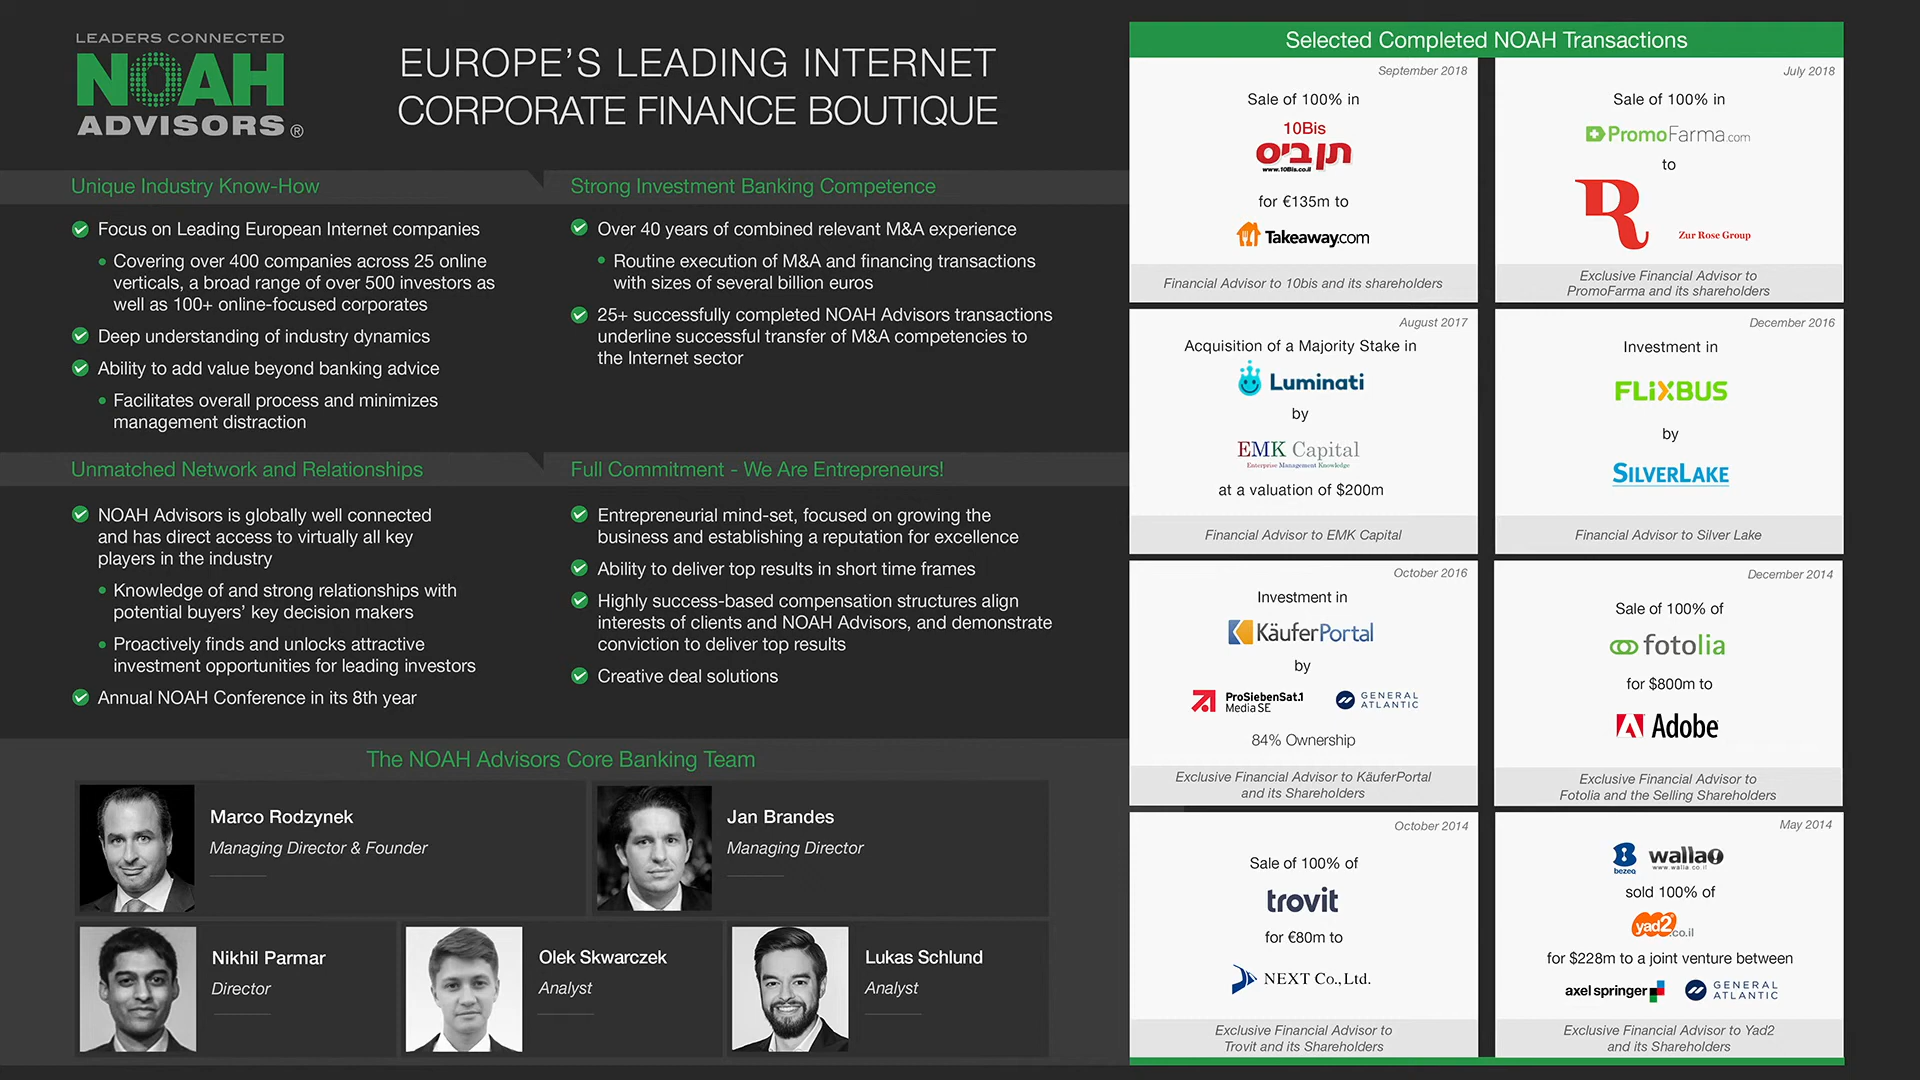 LEADERS CONNECTED
NOAH
ADVISORS®
EUROPE'S LEADING INTERNET
CORPORATE FINANCE BOUTIQUE
Unique Industry Know-How
Focus on Leading European Internet companies
Covering over 400 companies across 25 online
verticals, a broad range of over 500 investors as
well as 100+ online-focused corporates
Deep understanding of industry dynamics
Ability to add value beyond banking advice
Facilitates overall process and minimizes
management distraction
Strong Investment Banking Competence
Over 40 years of combined relevant M&A experience
Routine execution of M&A and financing transactions
with sizes of several billion euros
25+ successfully completed NOAH Advisors transactions
underline successful transfer of M&A competencies to
the Internet sector
Unmatched Network and Relationships
NOAH Advisors is globally well connected
and has direct access to virtually all key
players in the industry
Knowledge of and strong relationships with
potential buyers' key decision makers
Proactively finds and unlocks attractive
investment opportunities for leading investors
Annual NOAH Conference in its 8th year
Full Commitment - We Are Entrepreneurs!
Entrepreneurial mind-set, focused on growing the
business and establishing a reputation for excellence
Ability to deliver top results in short time frames
Highly success-based compensation structures align
interests of clients and NOAH Advisors, and demonstrate
conviction to deliver top results
Creative deal solutions
The NOAH Advisors Core Banking Team
Marco Rodzynek
Managing Director & Founder
Jan Brandes
Managing Director
Nikhil Parmar
Director
Olek Skwarczek
Analyst
Lukas Schlund
Analyst
Selected Completed NOAH Transactions
September 2018
Sale of 100% in
10Bis
תן ביס
www.10Bis.co.il
for €135m to
Takeaway.com
Financial Advisor to 10bis and its shareholders
July 2018
Sale of 100% in
PromoFarma.com
to
R
Zur Rose Group
Exclusive Financial Advisor to
PromoFarma and its shareholders
August 2017
Acquisition of a Majority Stake in
Luminati
by
EMK Capital
Enterprise Management Knowledge
at a valuation of $200m
Financial Advisor to EMK Capital
December 2016
Investment in
FLiXBUS
by
SILVERLAKE
Financial Advisor to Silver Lake
October 2016
Investment in
KäuferPortal
by
ProSiebenSat.1
Media SE
GENERAL
ATLANTIC
84% Ownership
Exclusive Financial Advisor to KäuferPortal
and its Shareholders
December 2014
Sale of 100% of
fotolia
for $800m to
Adobe
Exclusive Financial Advisor to
Fotolia and the Selling Shareholders
October 2014
Sale of 100% of
trovit
for €80m to
NEXT Co., Ltd.
Exclusive Financial Advisor to
Trovit and its Shareholders
May 2014
bezeq
walla!
www.walla.co.il
sold 100% of
yad2.co.il
for $228m to a joint venture between
axel springer
GENERAL
ATLANTIC
Exclusive Financial Advisor to Yad2
and its Shareholders